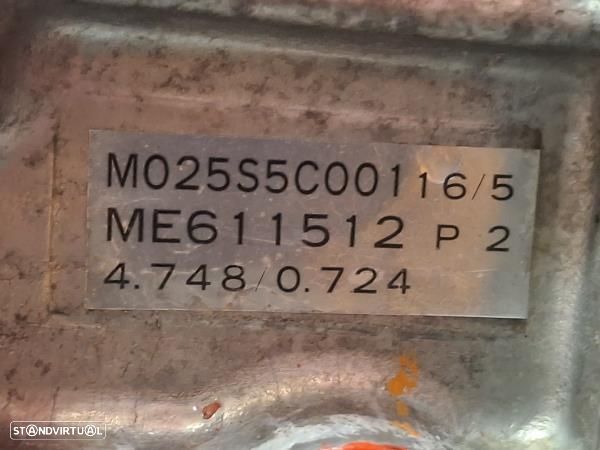 M025S5C00116/5
ME611512 P 2
4.748/0.724
STANDVIRTUAL